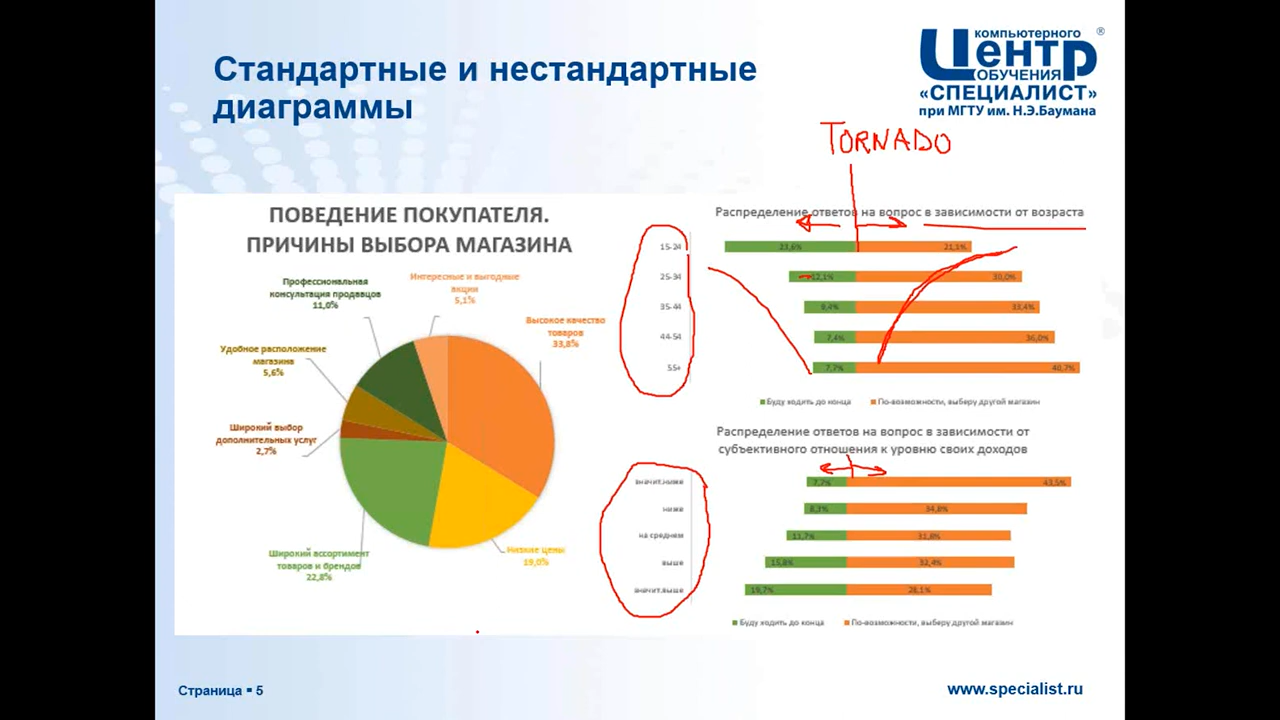 Стандартные и нестандартные
диаграммы
компьютерного
Центр
®
ОБУЧЕНИЯ
«СПЕЦИАЛИСТ»
при МГТУ им. Н.Э.Баумана
TORNADO
ПОВЕДЕНИЕ ПОКУПАТЕЛЯ.
ПРИЧИНЫ ВЫБОРА МАГАЗИНА
Профессиональная
консультация продавцов
11,0%
Интересные и выгодные
акции
5,1%
Высокое качество
товаров
33,8%
Удобное расположение
магазина
5,6%
Широкий выбор
дополнительных услуг
2,7%
Широкий ассортимент
товаров и брендов
22,8%
Низкие цены
19,0%
Распределение ответов на вопрос в зависимости от возраста
15-24 23,6% 21,1%
25-34 12,1% 30,0%
35-44 9,4% 33,4%
44-54 7,4% 36,0%
55+ 7,7% 40,7%
Буду ходить до конца По-возможности, выберу другой магазин
Распределение ответов на вопрос в зависимости от
субъективного отношения к уровню своих доходов
значит.ниже 7,7% 43,5%
ниже 8,3% 34,8%
на среднем 11,7% 31,8%
выше 15,8% 32,4%
значит.выше 19,7% 28,1%
Буду ходить до конца По-возможности, выберу другой магазин
Страница ▪ 5
www.specialist.ru